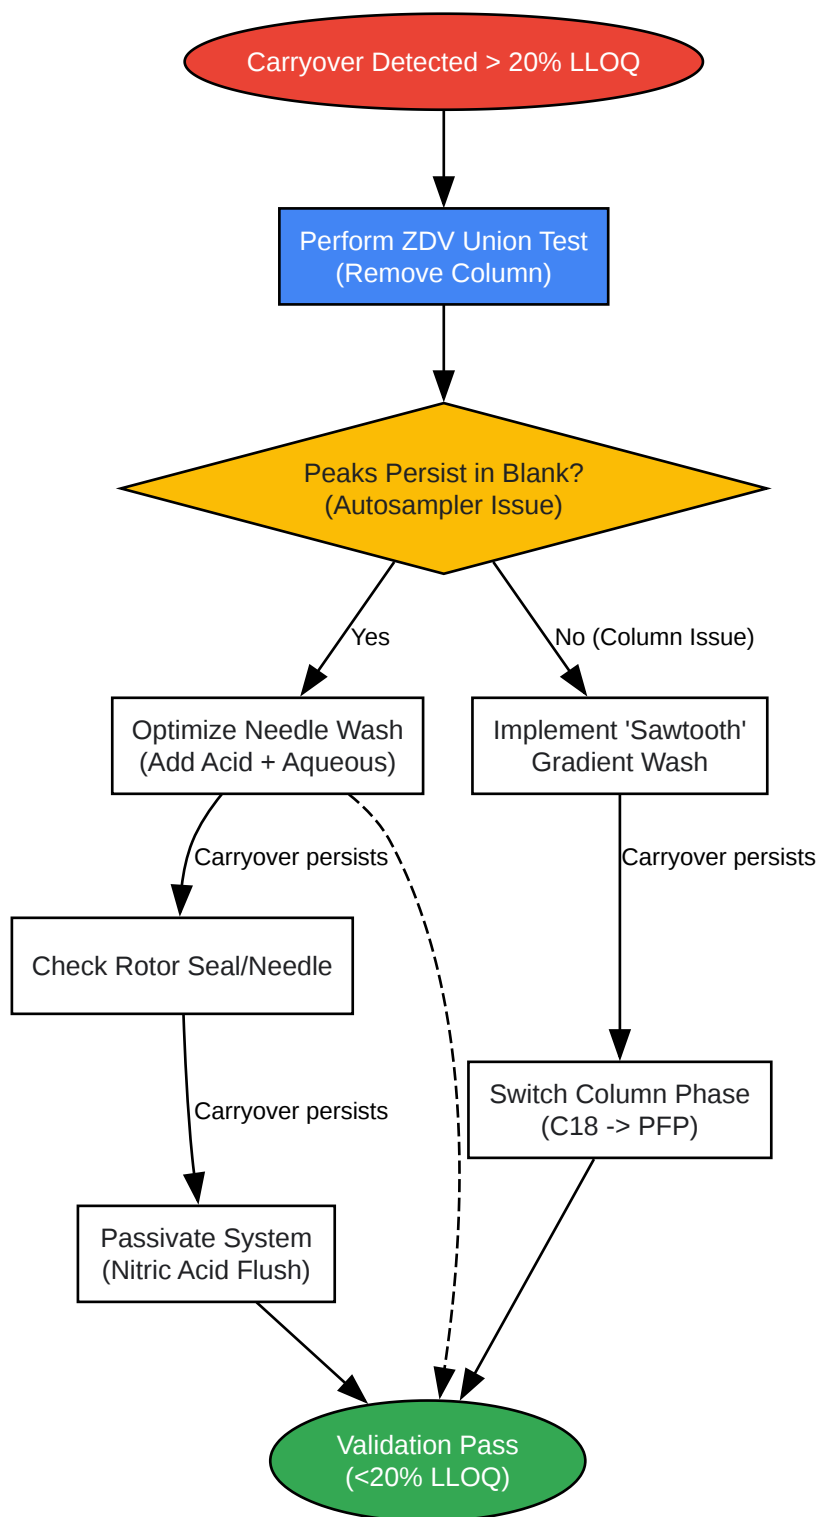 Carryover Detected > 20% LLOQ
Perform ZDV Union Test
(Remove Column)
Peaks Persist in Blank?
(Autosampler Issue)
Yes
No (Column Issue)
Optimize Needle Wash
(Add Acid + Aqueous)
Implement 'Sawtooth'
Gradient Wash
Carryover persists
Carryover persists
Check Rotor Seal/Needle
Carryover persists
Switch Column Phase
(C18 -> PFP)
Passivate System
(Nitric Acid Flush)
Validation Pass
(<20% LLOQ)